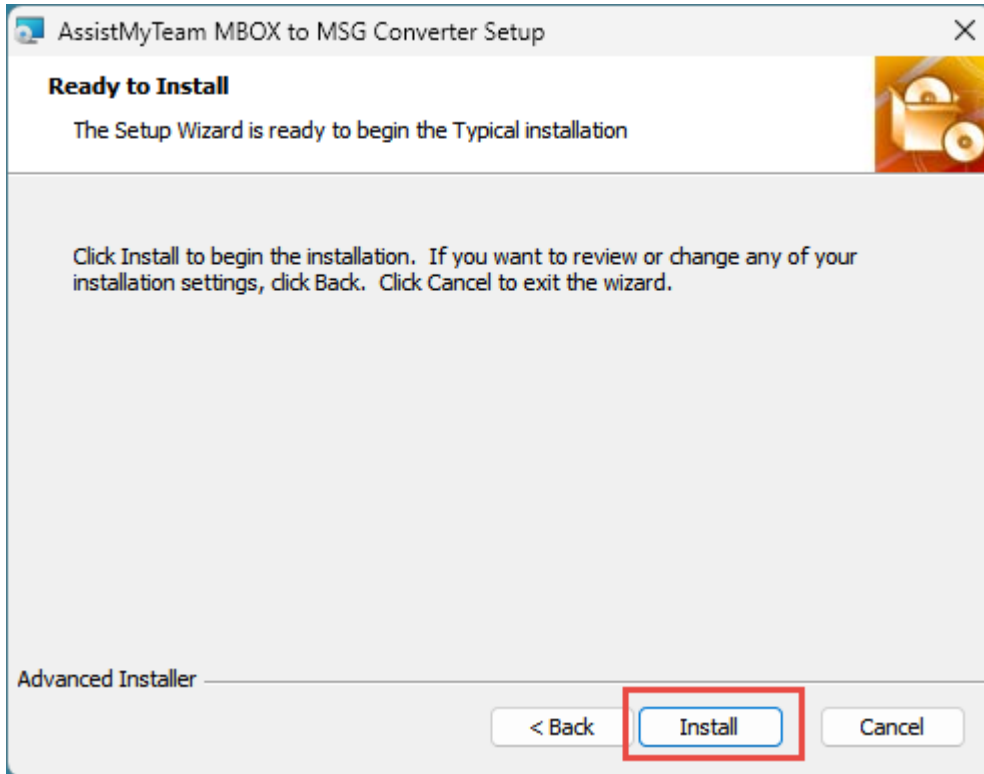 AssistMyTeam MBOX to MSG Converter Setup
Ready to Install
The Setup Wizard is ready to begin the Typical installation
Click Install to begin the installation.  If you want to review or change any of your
installation settings, click Back.  Click Cancel to exit the wizard.
Advanced Installer
< Back
Install
Cancel